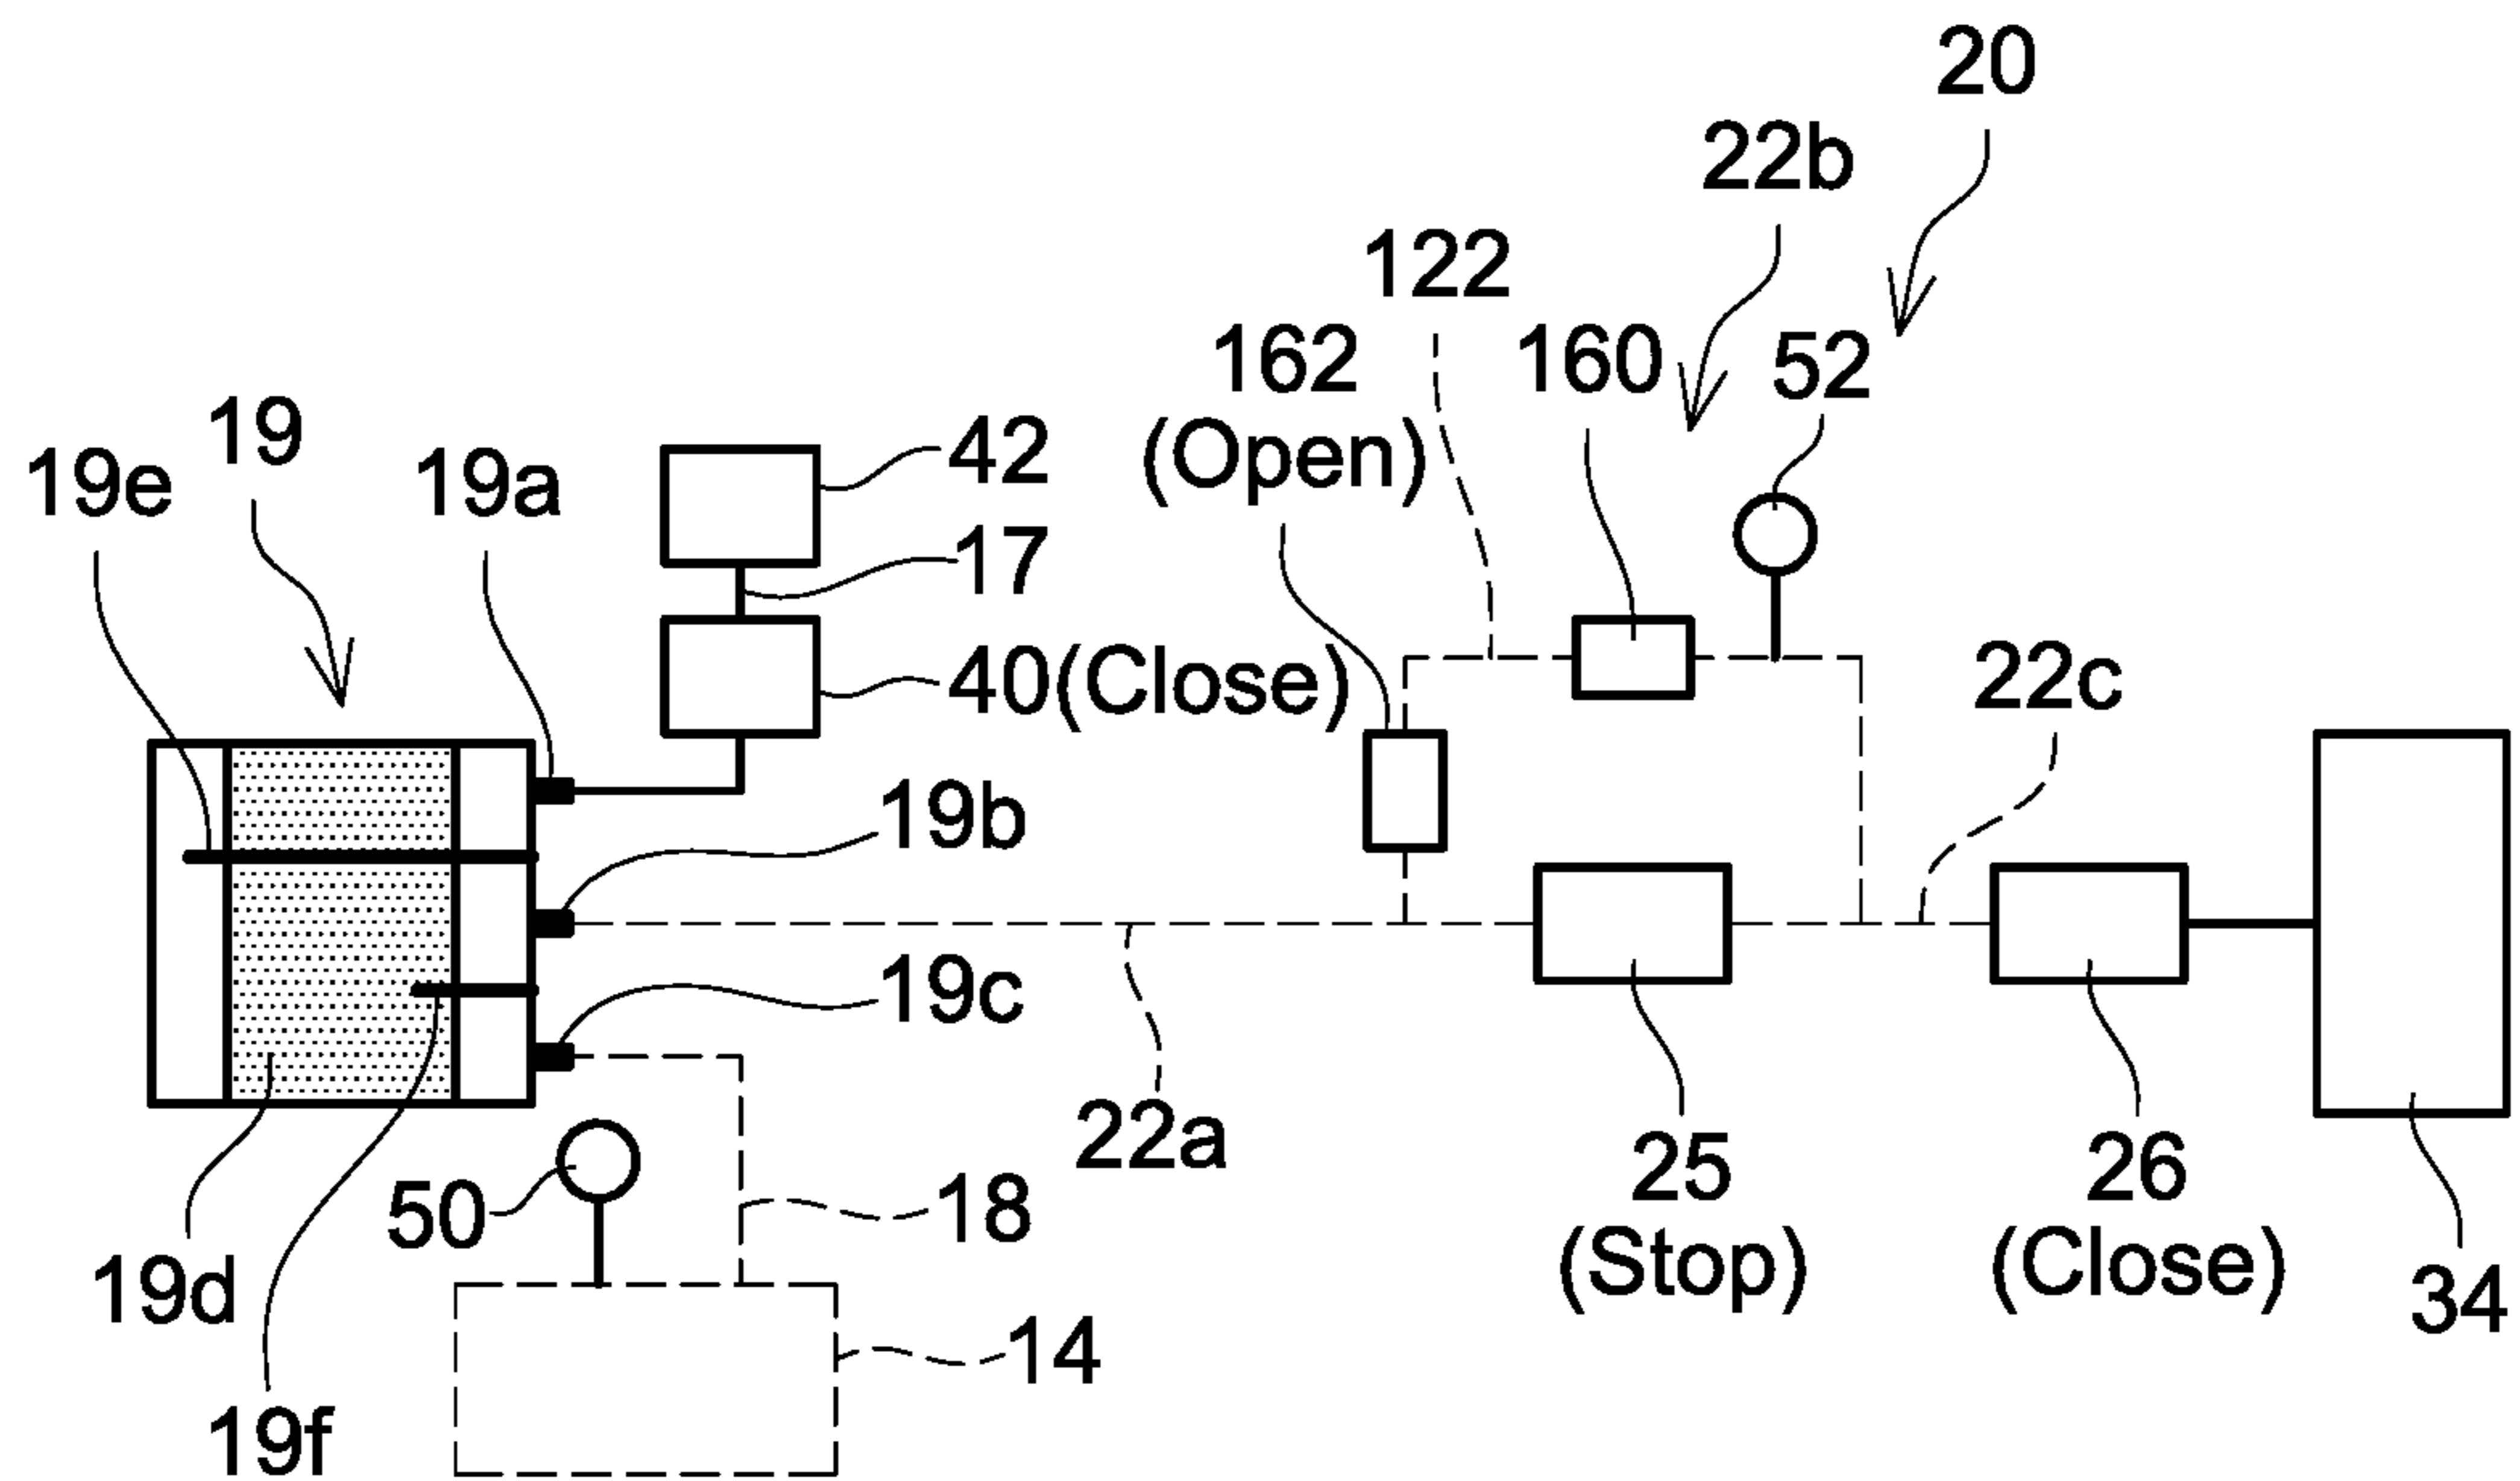 20
22b
122
162
(Open)
160
52
19
19e
19a
42
17
40(Close)
22c
19b
19c
22a
25
(Stop)
26
(Close)
34
50
18
19d
14
19f